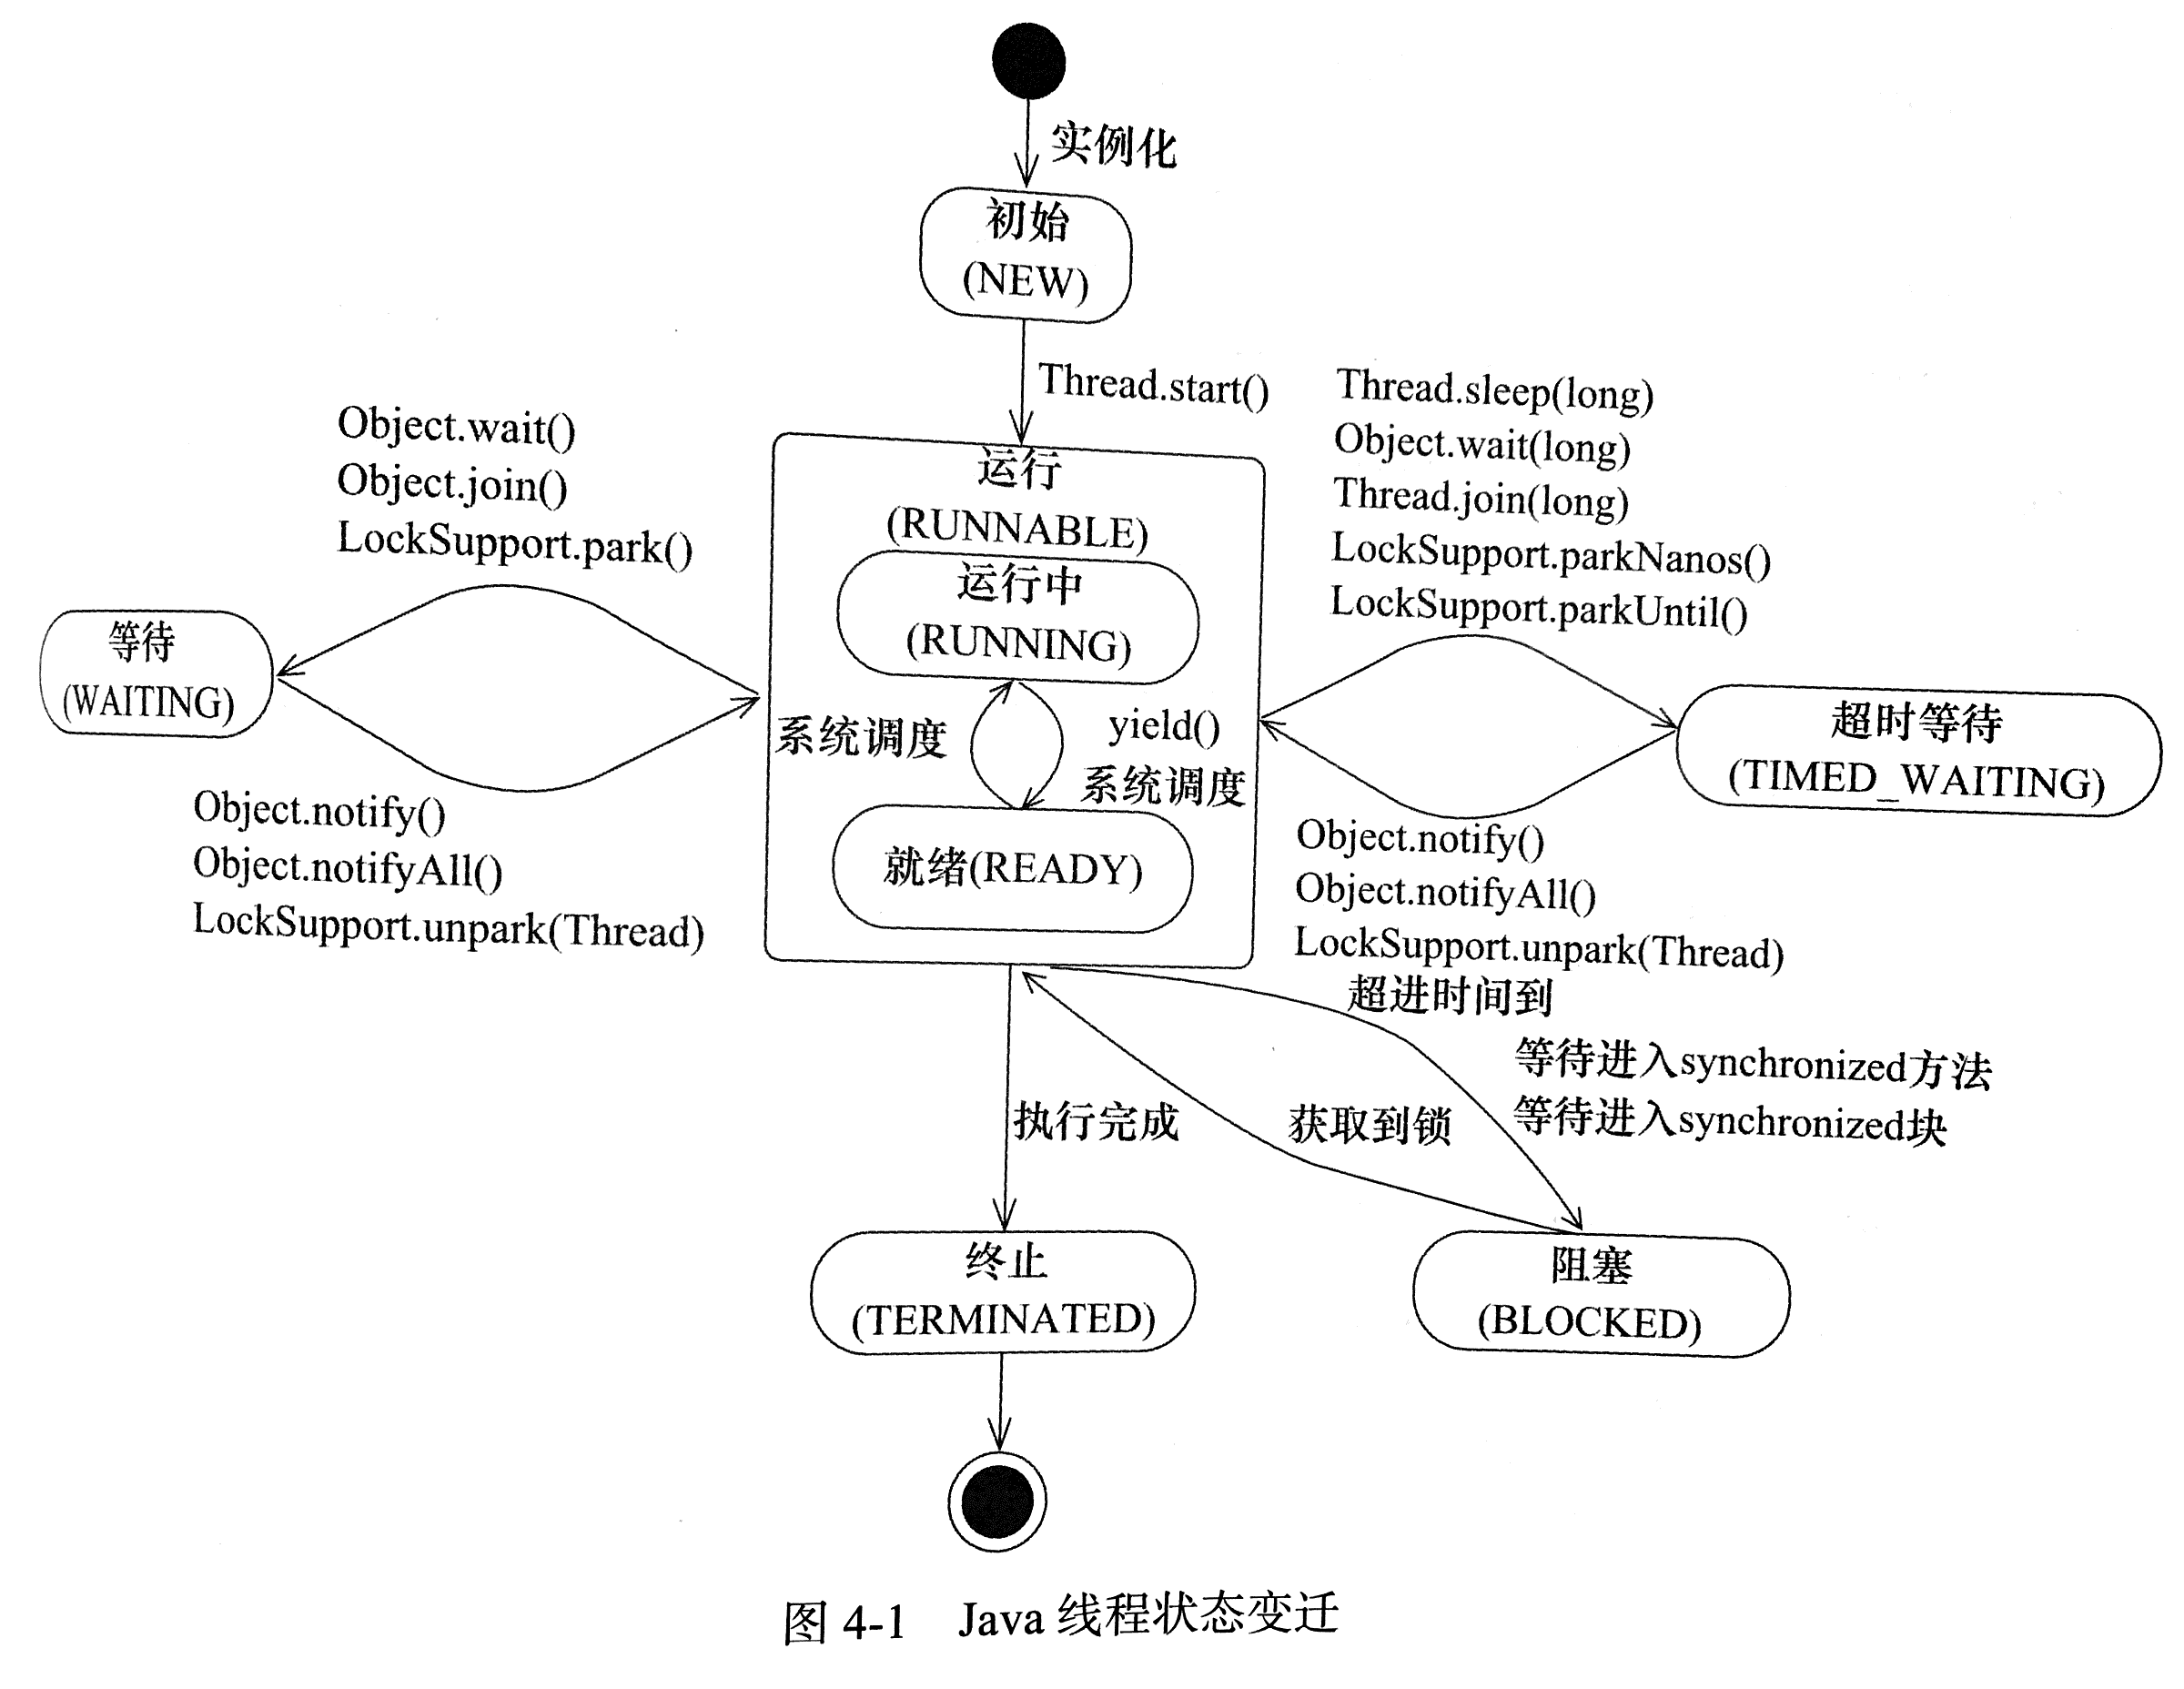 实例化
初始
(NEW)
Thread.start()
Object.wait()
Object.join()
LockSupport.park()
Thread.sleep(long)
Object.wait(long)
Thread.join(long)
LockSupport.parkNanos()
LockSupport.parkUntil()
运行
(RUNNABLE)
运行中
(RUNNING)
等待
(WAITING)
系统调度
yield()
系统调度
超时等待
(TIMED_WAITING)
就绪(READY)
Object.notify()
Object.notifyAll()
LockSupport.unpark(Thread)
Object.notify()
Object.notifyAll()
LockSupport.unpark(Thread)
超进时间到
等待进入synchronized方法
等待进入synchronized块
执行完成
获取到锁
终止
(TERMINATED)
阻塞
(BLOCKED)
图 4-1 Java 线程状态变迁